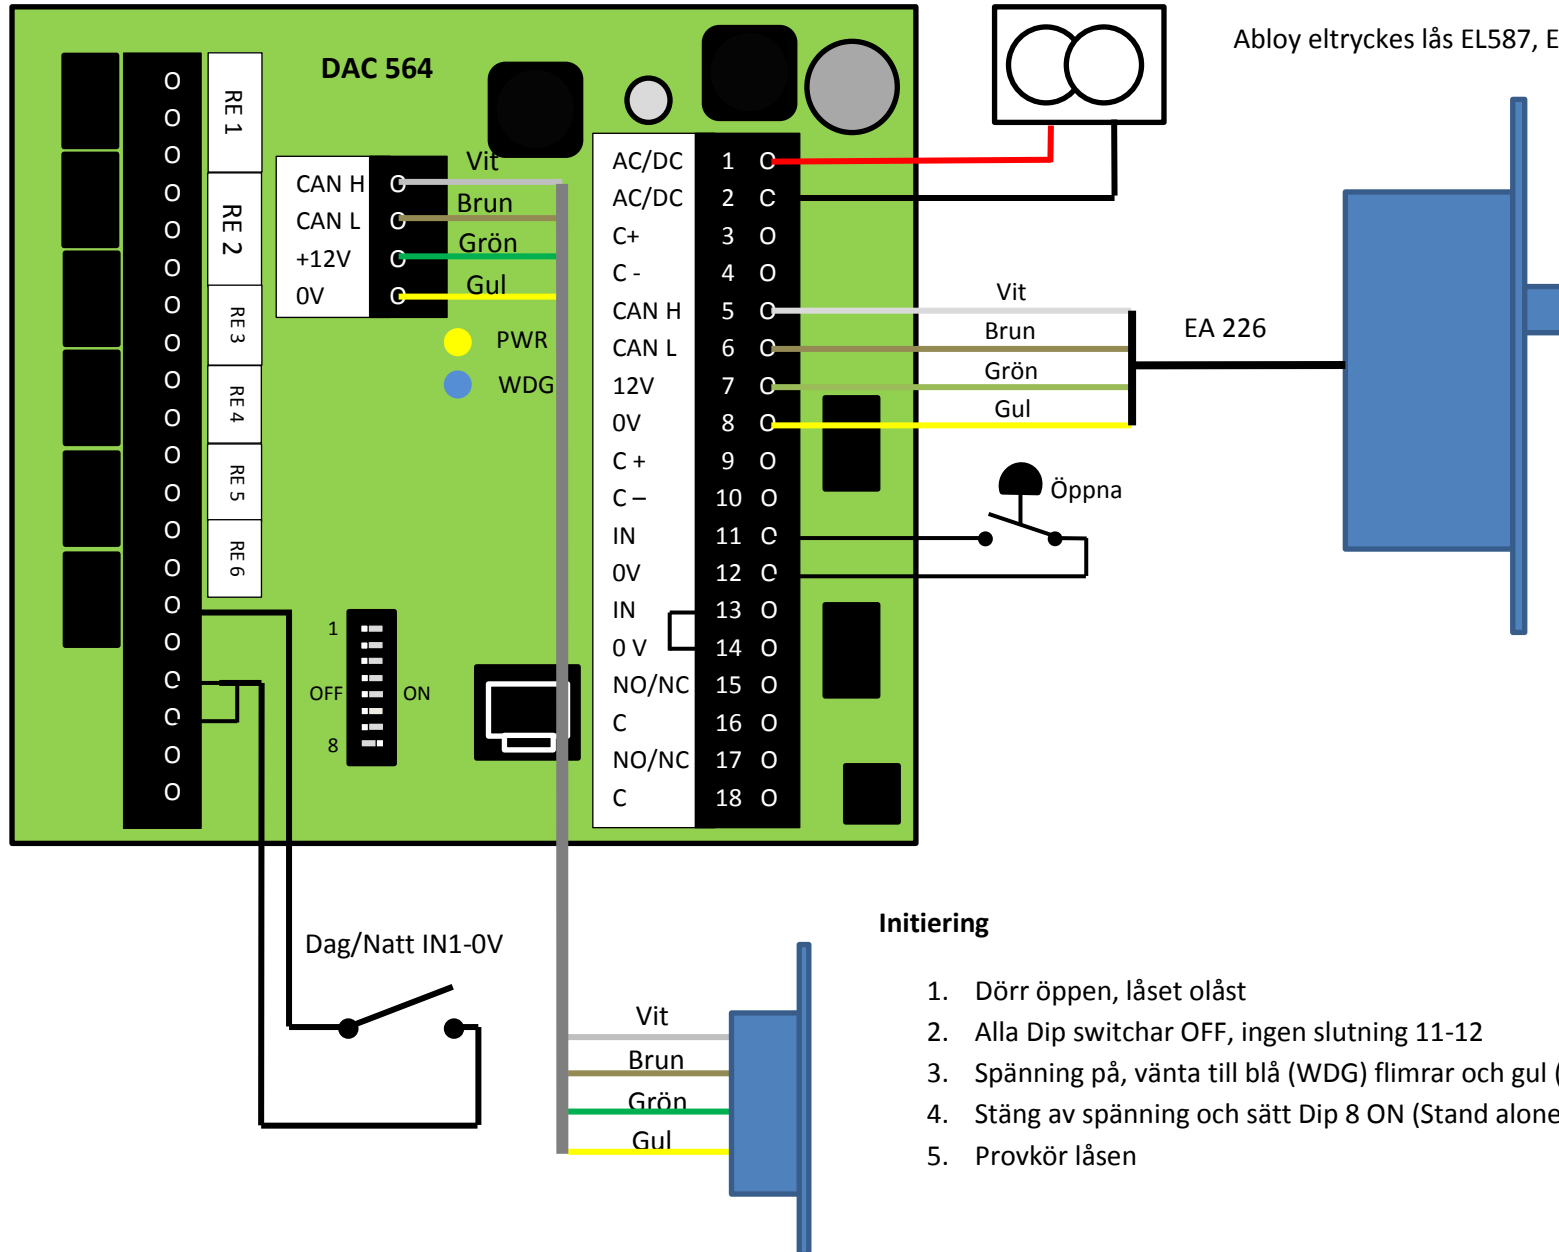 Abloy eltryckes lås EL587, E
DAC 564
RE 1
RE 2
RE 3
RE 4
RE 5
RE 6
CAN H O
CAN L O
+12V O
0V O
Vit
Brun
Grön
Gul
PWR
WDG
AC/DC 1 O
AC/DC 2 C
C+ 3 O
C - 4 O
CAN H 5 O
CAN L 6 O
12V 7 O
0V 8 O
C + 9 O
C – 10 O
IN 11 O
0V 12 O
IN 13 O
0 V 14 O
NO/NC 15 O
C 16 O
NO/NC 17 O
C 18 O
Vit
Brun
Grön
Gul
EA 226
Öppna
1
OFF ON
8
Dag/Natt IN1-0V
Vit
Brun
Grön
Gul
Initiering
1. Dörr öppen, låset olåst
2. Alla Dip switchar OFF, ingen slutning 11-12
3. Spänning på, vänta till blå (WDG) flimrar och gul (
4. Stäng av spänning och sätt Dip 8 ON (Stand alone
5. Provkör låsen